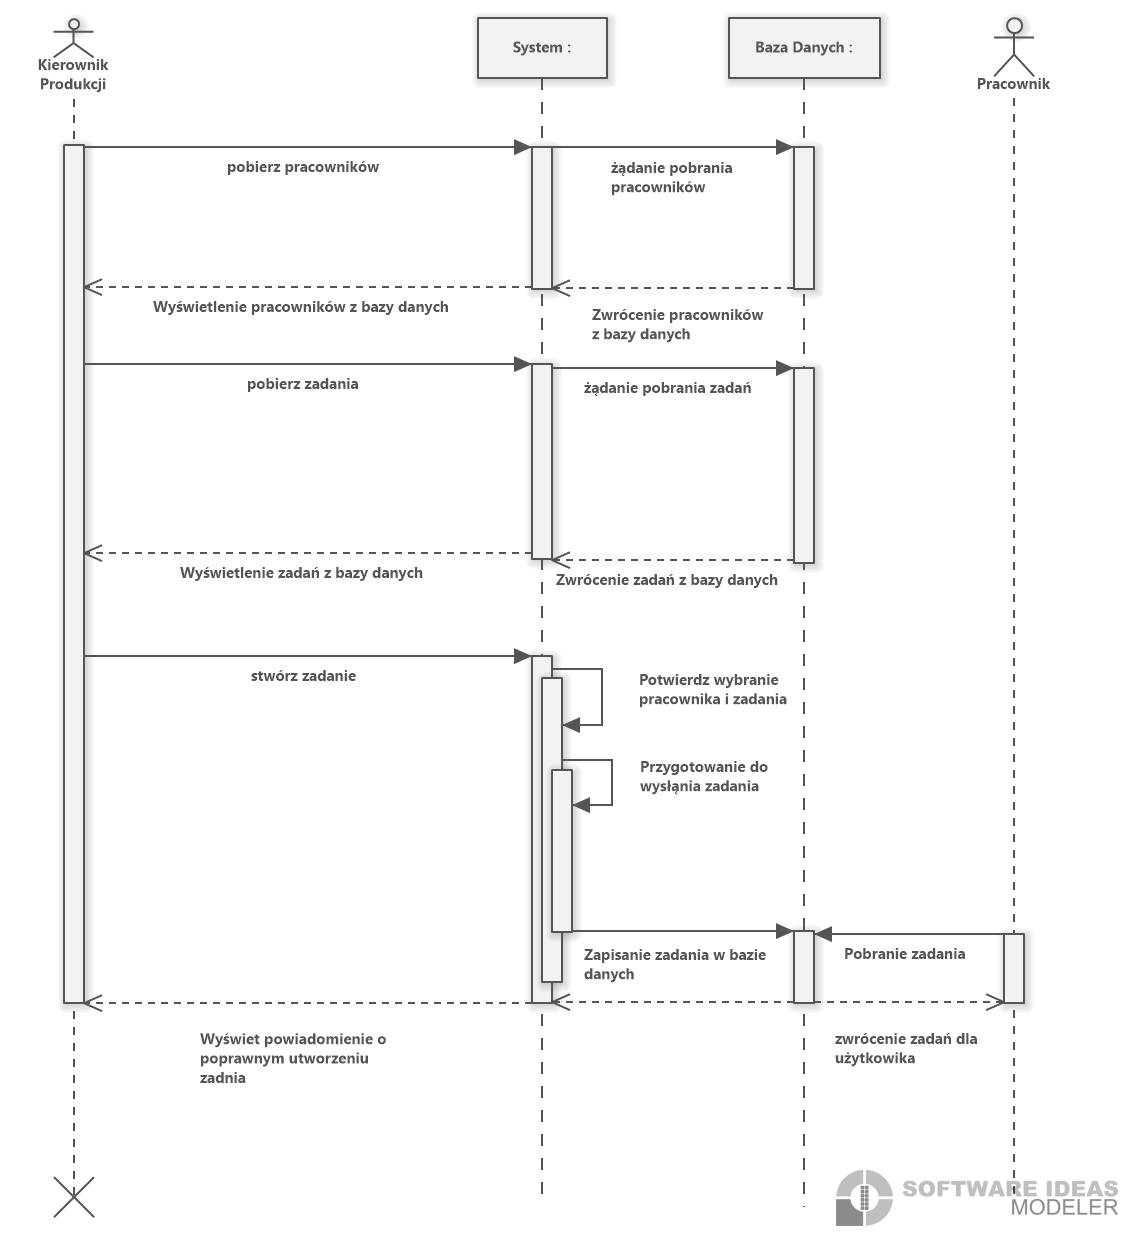 Kierownik
Produkcji
System :
Baza Danych :
Pracownik
pobierz pracowników
żądanie pobrania
pracowników
Wyświetlenie pracowników z bazy danych
Zwrócenie pracowników
z bazy danych
pobierz zadania
żądanie pobrania zadań
Wyświetlenie zadań z bazy danych
Zwrócenie zadań z bazy danych
stwórz zadanie
Potwierdz wybranie
pracownika i zadania
Przygotowanie do
wysłąnia zadania
Zapisanie zadania w bazie
danych
Pobranie zadania
Wyświet powiadomienie o
poprawnym utworzeniu
zadnia
zwrócenie zadań dla
użytkowika
SOFTWARE IDEAS
MODELER